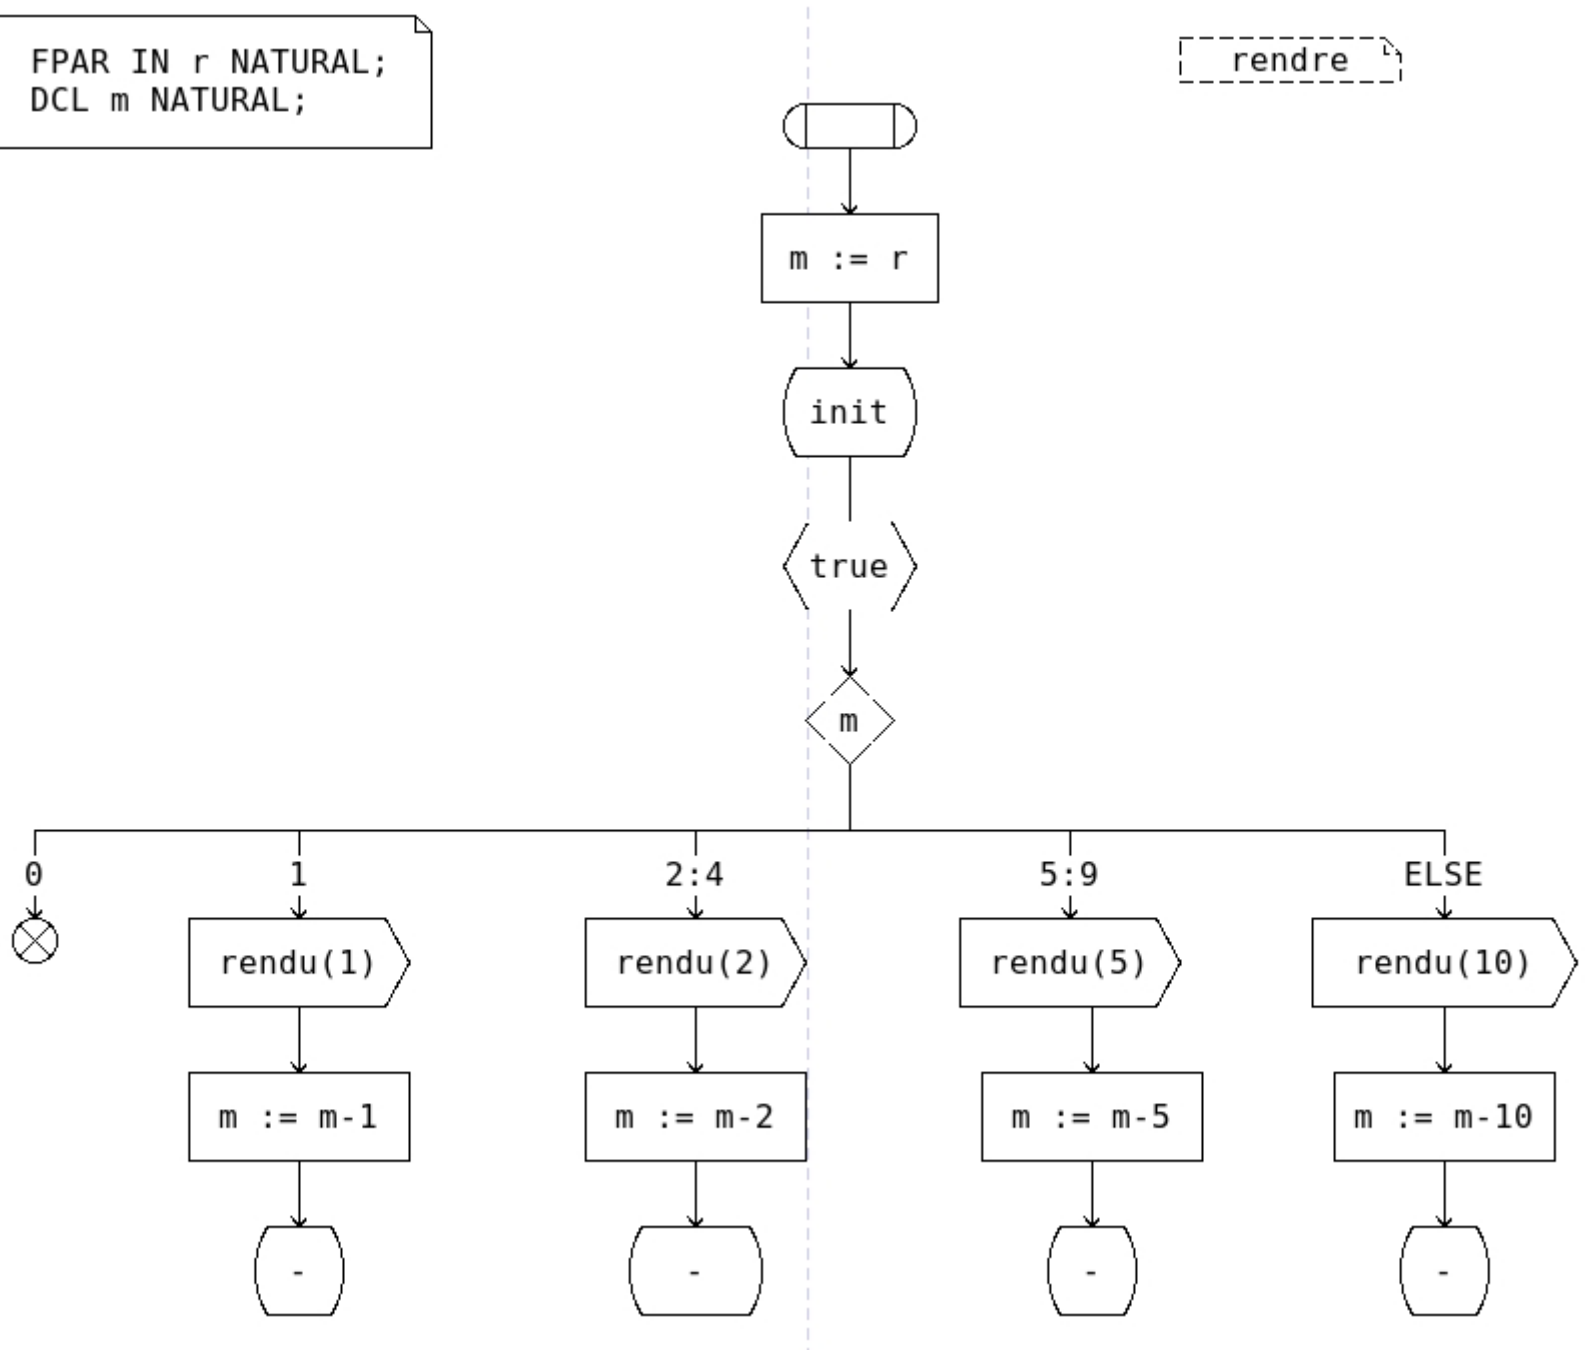 FPAR IN r NATURAL;
DCL m NATURAL;
rendre
m := r
init
true
m
0
1
2:4
5:9
ELSE
rendu(1)
rendu(2)
rendu(5)
rendu(10)
m := m-1
m := m-2
m := m-5
m := m-10
-
-
-
-